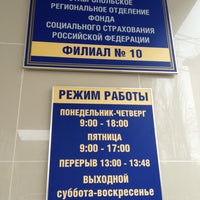 РЕГИОНАЛЬНОЕ ОТДЕЛЕНИЕ
ФОНДА
СОЦИАЛЬНОГО СТРАХОВАНИЯ
РОССИЙСКОЙ ФЕДЕРАЦИИ
ФИЛИАЛ № 10
РЕЖИМ РАБОТЫ
ПОНЕДЕЛЬНИК-ЧЕТВЕРГ
9:00 - 18:00
ПЯТНИЦА
9:00 - 17:00
ПЕРЕРЫВ 13:00 - 13:48
ВЫХОДНОЙ
суббота-воскресенье